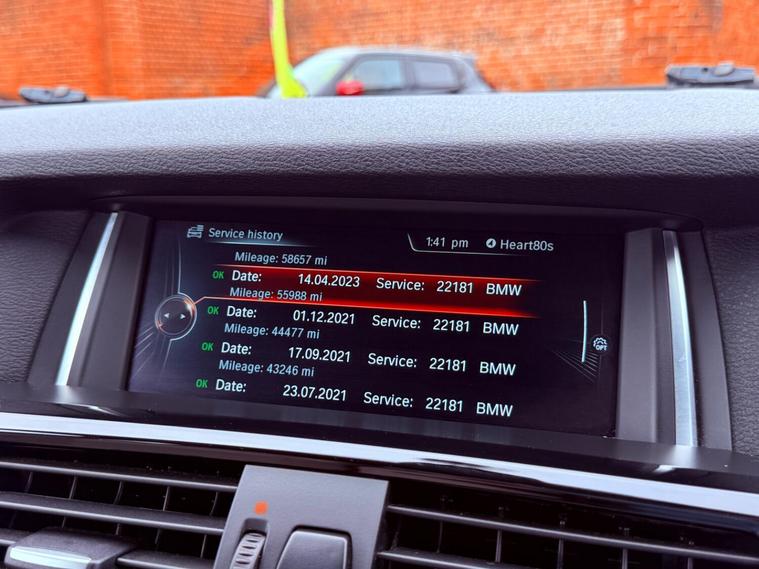 Service history
1:41 pm Heart80s
Mileage: 58657 mi
OK Date: 14.04.2023 Service: 22181 BMW
Mileage: 55988 mi
OK Date: 01.12.2021 Service: 22181 BMW
Mileage: 44477 mi
OK Date: 17.09.2021 Service: 22181 BMW
Mileage: 43246 mi
OK Date: 23.07.2021 Service: 22181 BMW
OPT